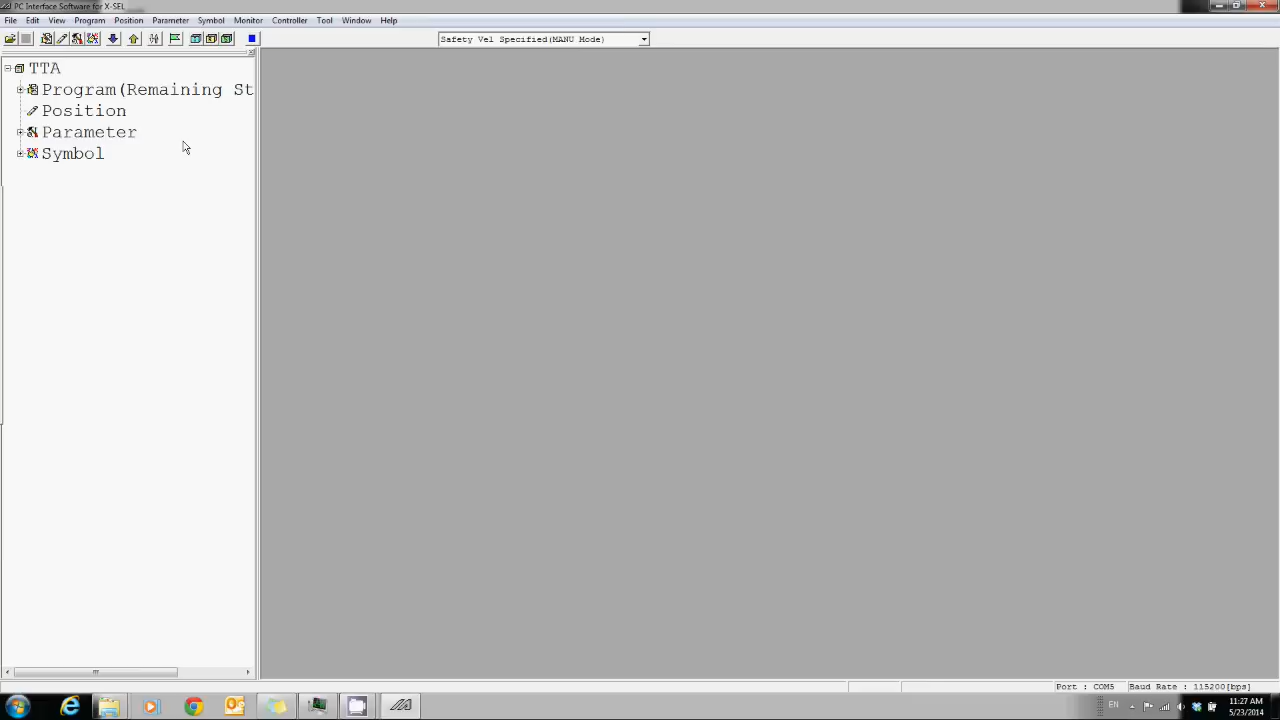 PC Interface Software for X-SEL
File Edit View Program Position Parameter Symbol Monitor Controller Tool Window Help
Safety Vel Specified(MANU Mode)
TTA
Program(Remaining St
Position
Parameter
Symbol
Port : COM5 Baud Rate : 115200[bps]
EN
11:27 AM
5/23/2014